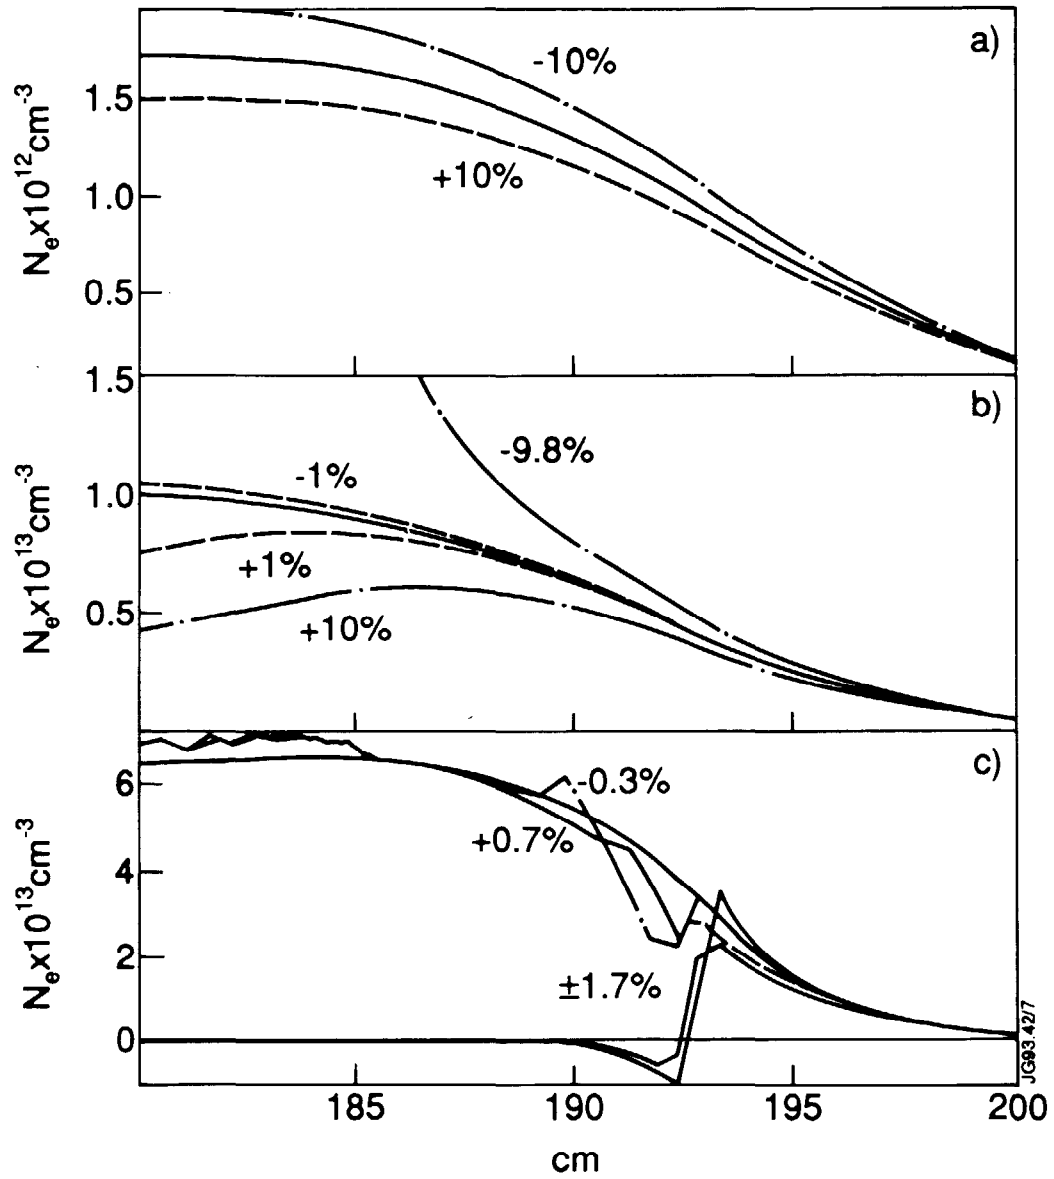 a)
-10%
+10%
1.5
1.0
0.5
Nₑx10¹²cm⁻³
b)
-9.8%
-1%
+1%
+10%
1.5
1.0
0.5
Nₑx10¹³cm⁻³
c)
-0.3%
+0.7%
±1.7%
6
4
2
0
Nₑx10¹³cm⁻³
185
190
195
200
cm
JG93.42/7